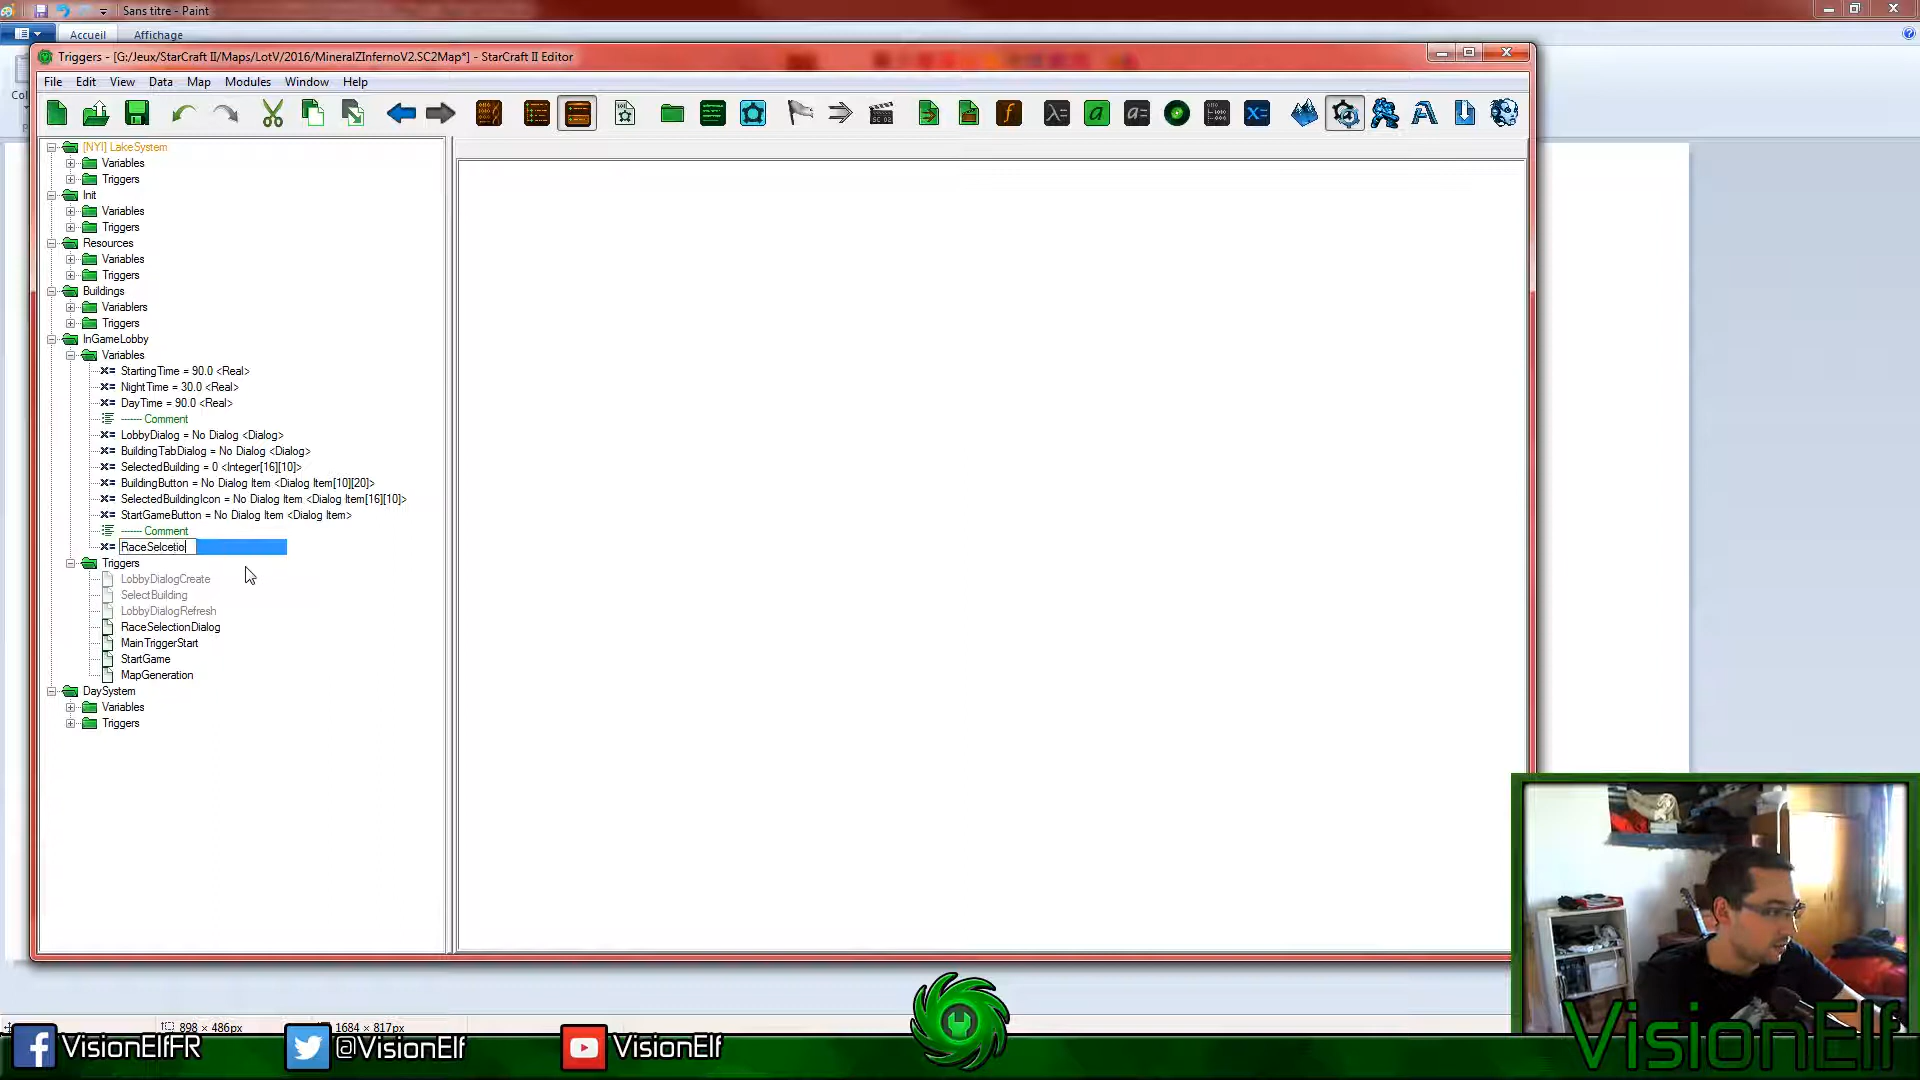 Sans titre - Paint
Accueil
Affichage
Triggers - [G:/Jeux/StarCraft II/Maps/LotV/2016/MineralZInfernoV2.SC2Map*] - StarCraft II Editor
File Edit View Data Map Modules Window Help
[NYI] LakeSystem
Variables
Triggers
Init
Variables
Triggers
Resources
Variables
Triggers
Buildings
Variablers
Triggers
InGameLobby
Variables
StartingTime = 90.0 <Real>
NightTime = 30.0 <Real>
DayTime = 90.0 <Real>
------- Comment
LobbyDialog = No Dialog <Dialog>
BuildingTabDialog = No Dialog <Dialog>
SelectedBuilding = 0 <Integer[16][10]>
BuildingButton = No Dialog Item <Dialog Item[10][20]>
SelectedBuildingIcon = No Dialog Item <Dialog Item[16][10]>
StartGameButton = No Dialog Item <Dialog Item>
------- Comment
RaceSelcetio
Triggers
LobbyDialogCreate
SelectBuilding
LobbyDialogRefresh
RaceSelectionDialog
MainTriggerStart
StartGame
MapGeneration
DaySystem
Variables
Triggers
898 × 486px
1684 × 817px
VisionElfFR
@VisionElf
VisionElf
VisionElf